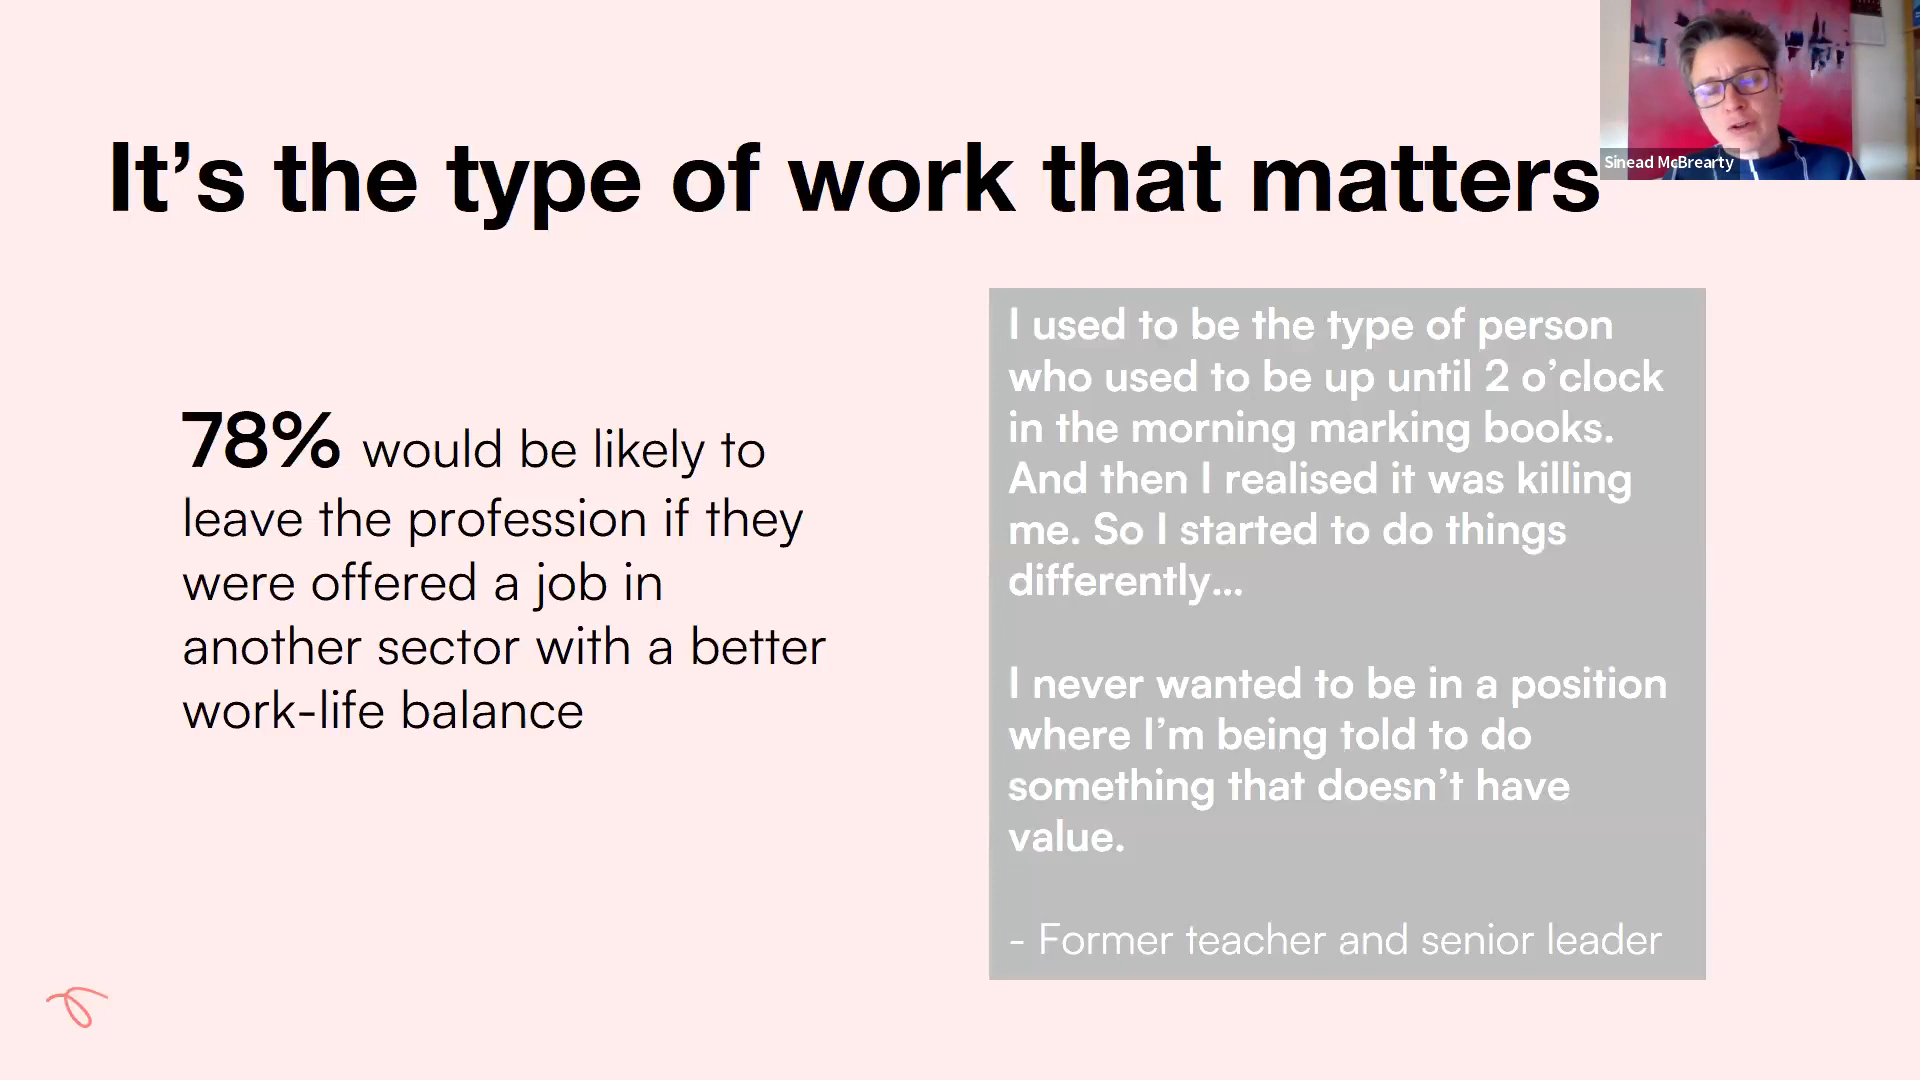 It’s the type of work that matters
Sinead McBrearty
78% would be likely to
leave the profession if they
were offered a job in
another sector with a better
work-life balance
I used to be the type of person
who used to be up until 2 o’clock
in the morning marking books.
And then I realised it was killing
me. So I started to do things
differently...
I never wanted to be in a position
where I’m being told to do
something that doesn’t have
value.
- Former teacher and senior leader